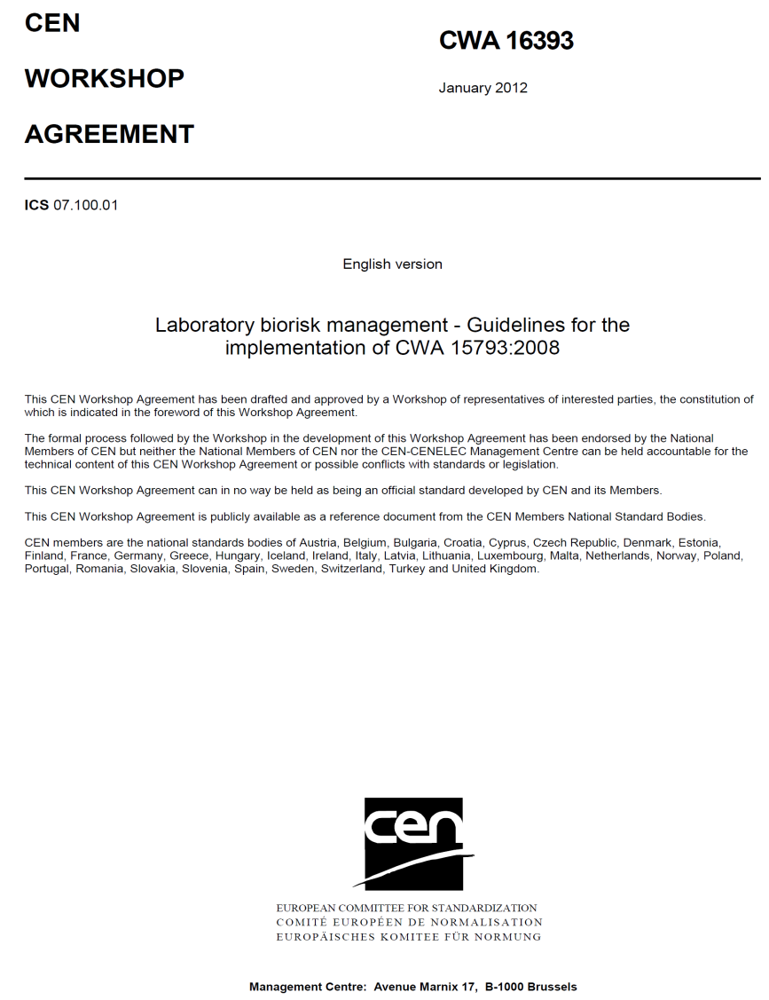 CEN
CWA 16393
WORKSHOP
January 2012
AGREEMENT
ICS 07.100.01
English version
Laboratory biorisk management - Guidelines for the
implementation of CWA 15793:2008
This CEN Workshop Agreement has been drafted and approved by a Workshop of representatives of interested parties, the constitution of
which is indicated in the foreword of this Workshop Agreement.
The formal process followed by the Workshop in the development of this Workshop Agreement has been endorsed by the National
Members of CEN but neither the National Members of CEN nor the CEN-CENELEC Management Centre can be held accountable for the
technical content of this CEN Workshop Agreement or possible conflicts with standards or legislation.
This CEN Workshop Agreement can in no way be held as being an official standard developed by CEN and its Members.
This CEN Workshop Agreement is publicly available as a reference document from the CEN Members National Standard Bodies.
CEN members are the national standards bodies of Austria, Belgium, Bulgaria, Croatia, Cyprus, Czech Republic, Denmark, Estonia,
Finland, France, Germany, Greece, Hungary, Iceland, Ireland, Italy, Latvia, Lithuania, Luxembourg, Malta, Netherlands, Norway, Poland,
Portugal, Romania, Slovakia, Slovenia, Spain, Sweden, Switzerland, Turkey and United Kingdom.
cen
EUROPEAN COMMITTEE FOR STANDARDIZATION
COMITÉ EUROPÉEN DE NORMALISATION
EUROPÄISCHES KOMITEE FÜR NORMUNG
Management Centre: Avenue Marnix 17, B-1000 Brussels